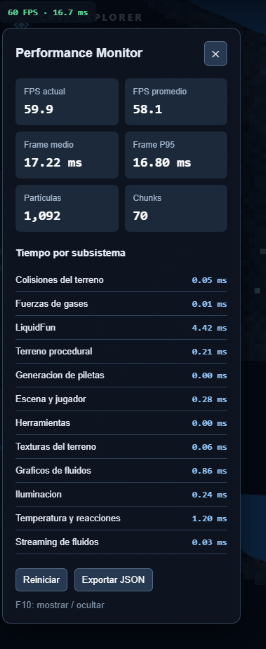 60 FPS · 16.7 ms
PLORER
Performance Monitor
×
FPS actual
59.9
FPS promedio
58.1
Frame medio
17.22 ms
Frame P95
16.80 ms
Partículas
1,092
Chunks
70
Tiempo por subsistema
Colisiones del terreno 0.05 ms
Fuerzas de gases 0.01 ms
LiquidFun 4.42 ms
Terreno procedural 0.21 ms
Generacion de piletas 0.00 ms
Escena y jugador 0.28 ms
Herramientas 0.00 ms
Texturas del terreno 0.06 ms
Graficos de fluidos 0.86 ms
Iluminacion 0.24 ms
Temperatura y reacciones 1.20 ms
Streaming de fluidos 0.03 ms
Reiniciar Exportar JSON
F10: mostrar / ocultar